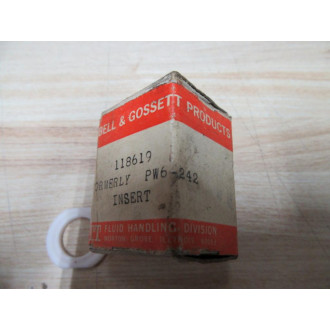 BELL & GOSSETT PRODUCTS
118619
FORMERLY PW6-242
INSERT
FLUID HANDLING DIVISION